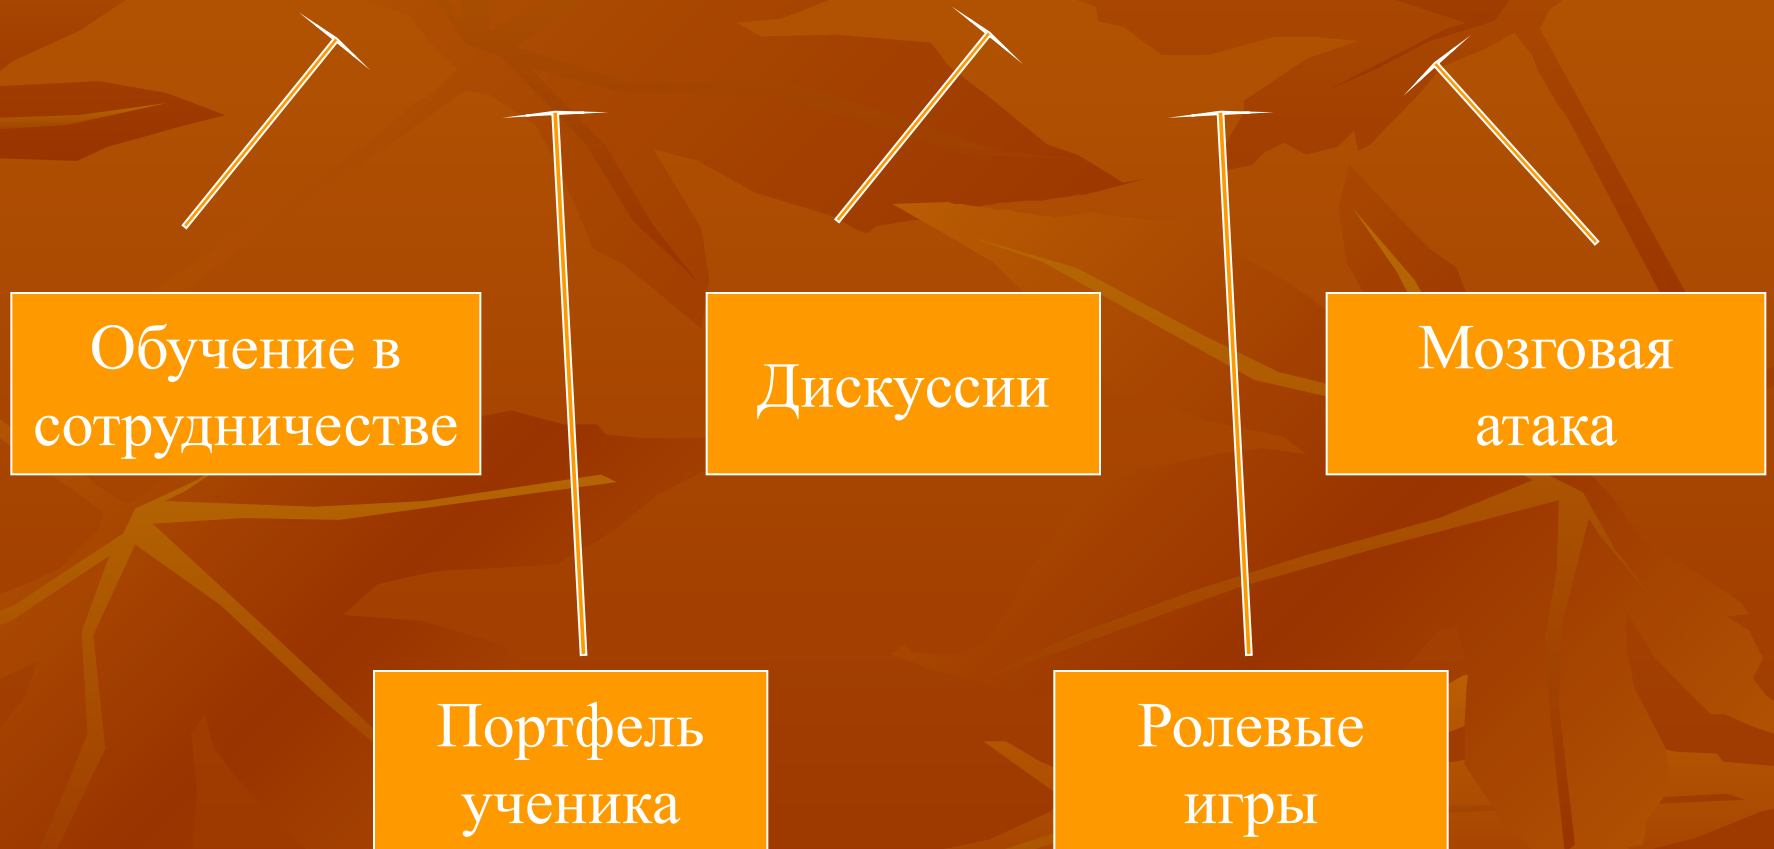 Обучение в
сотрудничестве
Дискуссии
Мозговая
атака
Портфель
ученика
Ролевые
игры